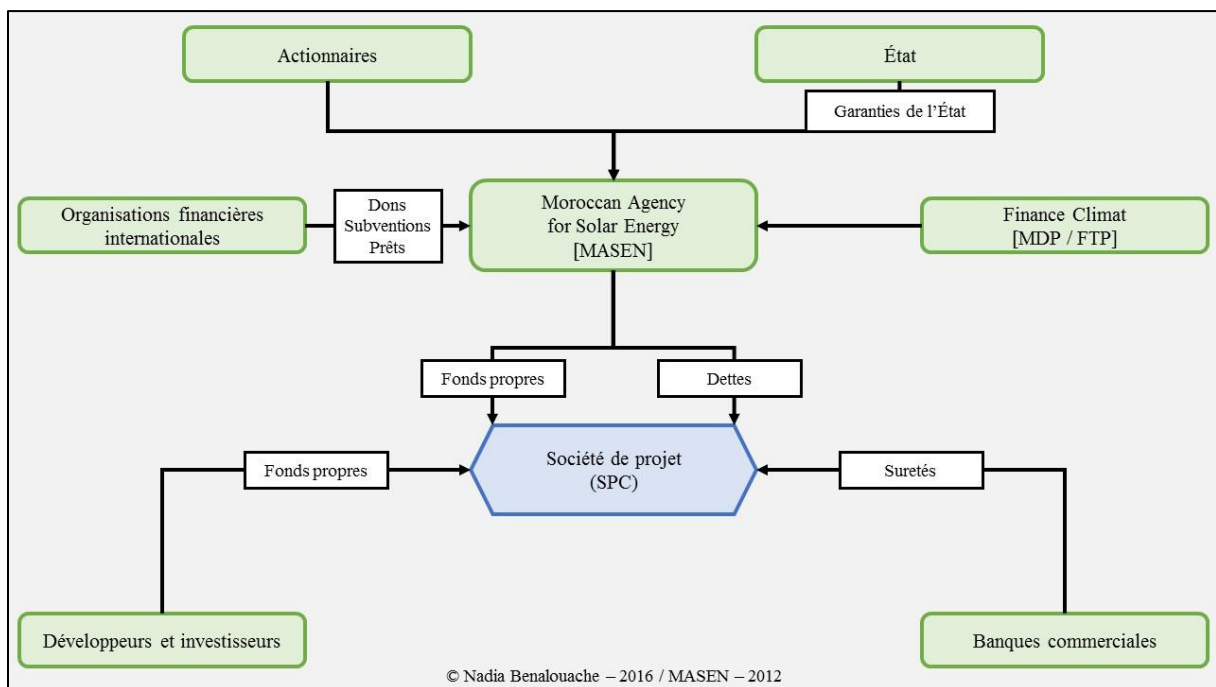 Actionnaires
État
Garanties de l’État
Organisations financières
internationales
Dons
Subventions
Prêts
Moroccan Agency
for Solar Energy
[MASEN]
Finance Climat
[MDP / FTP]
Fonds propres
Dettes
Fonds propres
Société de projet
(SPC)
Suretés
Développeurs et investisseurs
Banques commerciales
© Nadia Benalouache – 2016 / MASEN – 2012